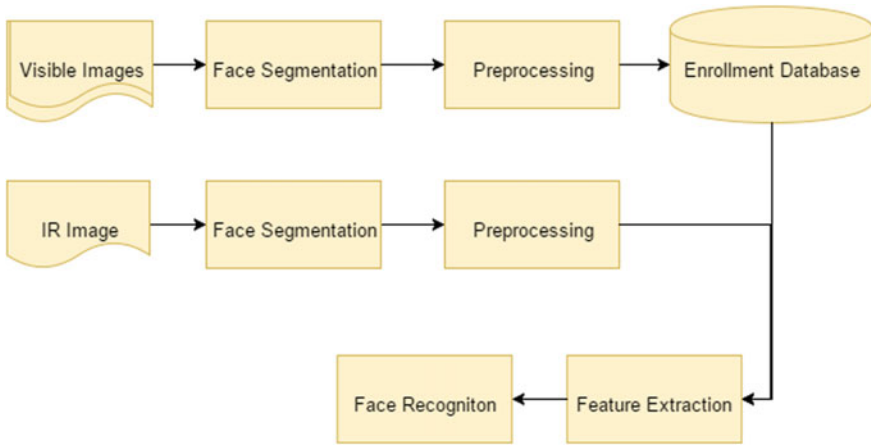 Visible Images
Face Segmentation
Preprocessing
Enrollment Database
IR Image
Face Segmentation
Preprocessing
Face Recogniton
Feature Extraction